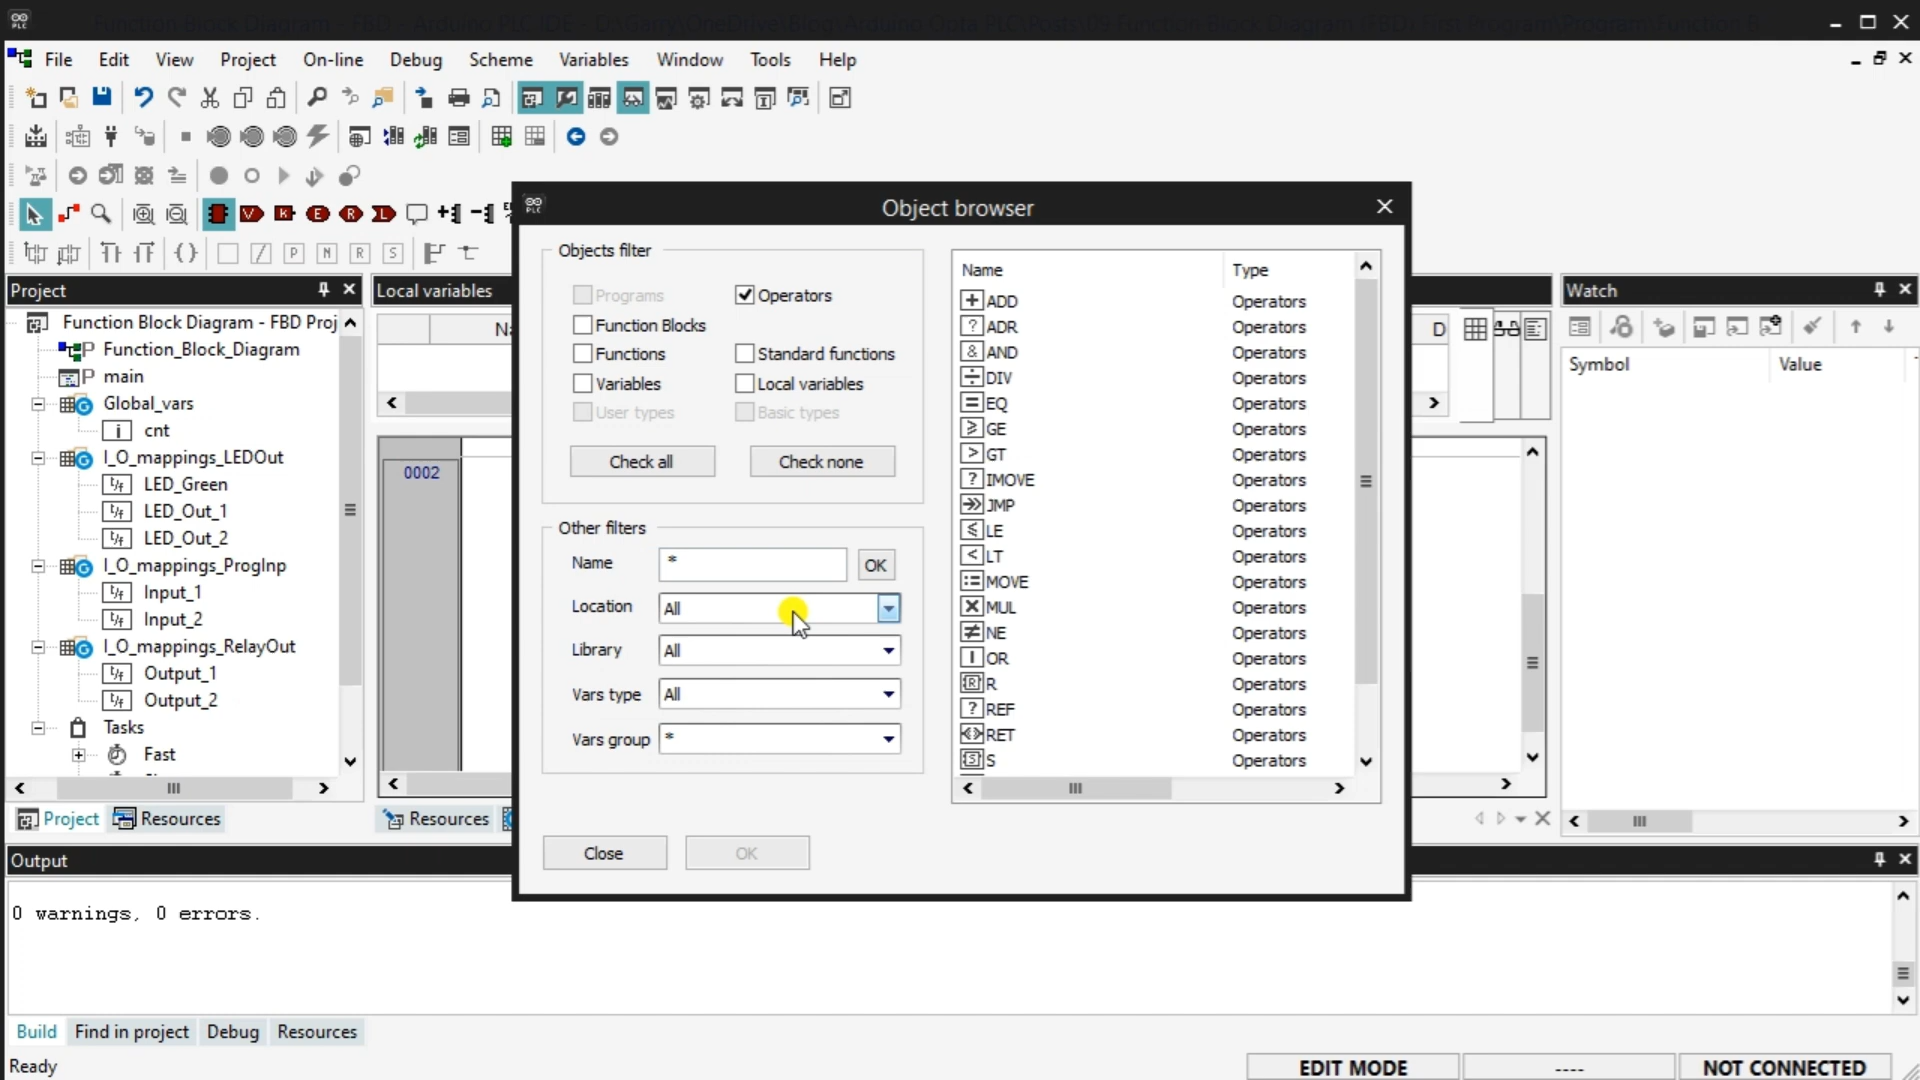 Function Block Diagram - FBD - Arduino PLC IDE
File Edit View Project On-line Debug Scheme Variables Window Tools Help
Project
Function Block Diagram - FBD Proj
Function_Block_Diagram
main
Global_vars
cnt
I_O_mappings_LEDOut
LED_Green
LED_Out_1
LED_Out_2
I_O_mappings_ProgInp
Input_1
Input_2
I_O_mappings_RelayOut
Output_1
Output_2
Tasks
Fast
Project Resources
Local variables
0002
Resources
Object browser
Objects filter
Programs Operators
Function Blocks
Functions Standard functions
Variables Local variables
User types Basic types
Check all Check none
Other filters
Name * OK
Location All
Library All
Vars type All
Vars group *
Close OK
Name Type
ADD Operators
ADR Operators
AND Operators
DIV Operators
EQ Operators
GE Operators
GT Operators
IMOVE Operators
JMP Operators
LE Operators
LT Operators
MOVE Operators
MUL Operators
NE Operators
OR Operators
R Operators
REF Operators
RET Operators
S Operators
D
Watch
Symbol Value
Output
0 warnings, 0 errors.
Build Find in project Debug Resources
Ready
EDIT MODE ---- NOT CONNECTED